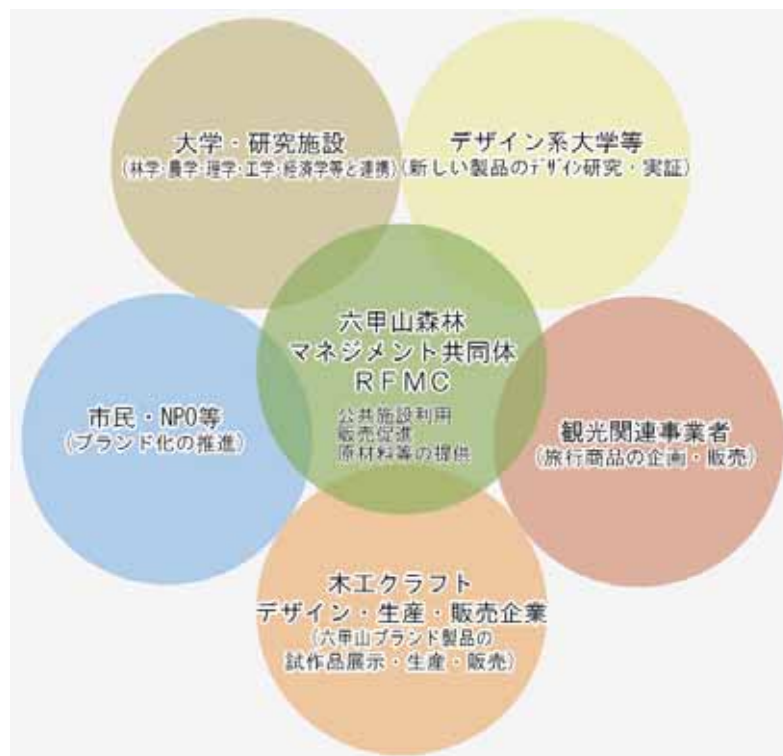 大学・研究施設
(林学･農学･理学･工学･経済学等と連携)
デザイン系大学等
(新しい製品のﾃﾞｻﾞｲﾝ研究・実証)
六甲山森林
マネジメント共同体
ＲＦＭＣ
公共施設利用
販売促進
原材料等の提供
市民・NPO等
(ブランド化の推進)
観光関連事業者
(旅行商品の企画・販売)
木工クラフト
デザイン・生産・販売企業
(六甲山ブランド製品の
試作品展示・生産・販売)